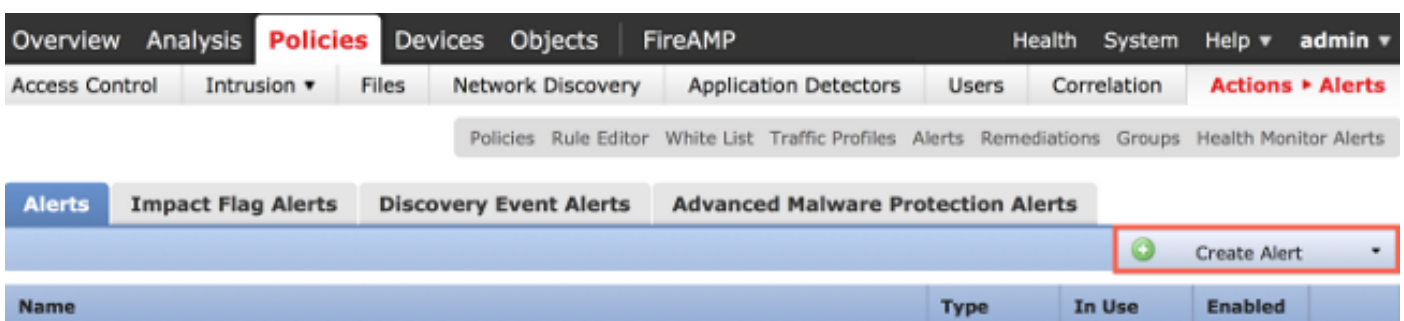 Overview Analysis Policies Devices Objects FireAMP Health System Help ▾ admin ▾
Access Control Intrusion ▾ Files Network Discovery Application Detectors Users Correlation Actions ▸ Alerts
Policies Rule Editor White List Traffic Profiles Alerts Remediations Groups Health Monitor Alerts
Alerts Impact Flag Alerts Discovery Event Alerts Advanced Malware Protection Alerts
Create Alert ▾
Name Type In Use Enabled